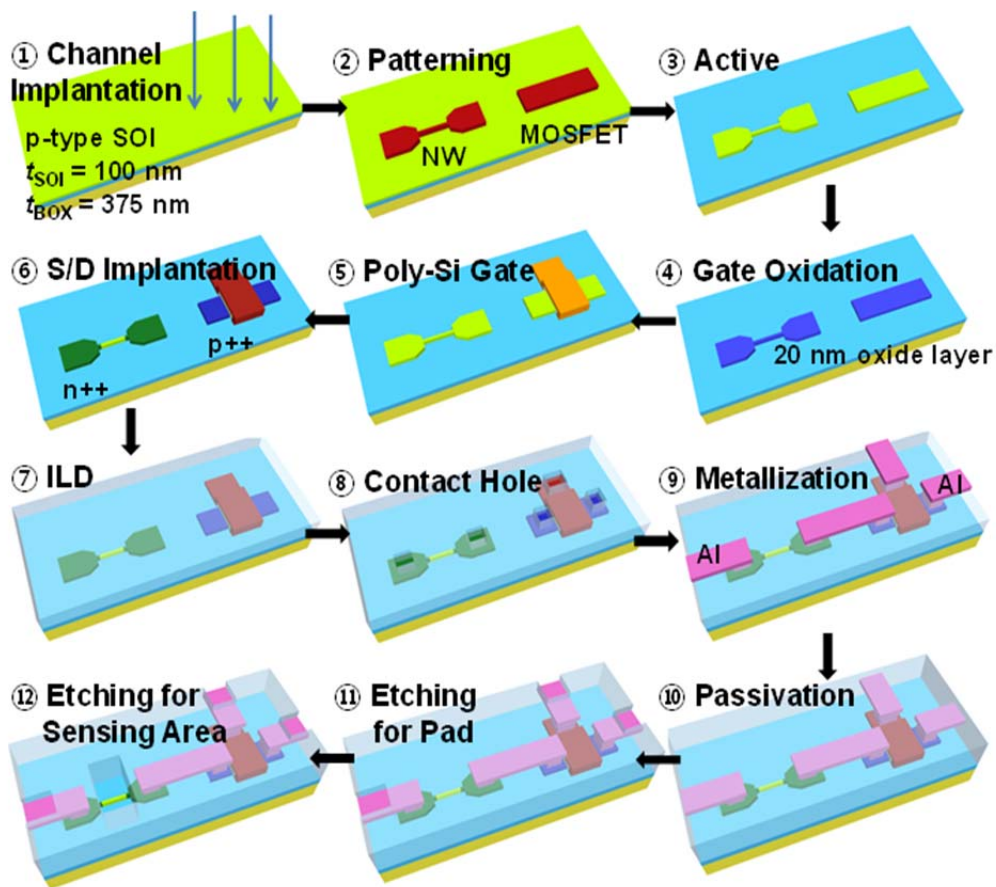 ① Channel
Implantation
p-type SOI
tSOI = 100 nm
tBOX = 375 nm
② Patterning
NW
MOSFET
③ Active
④ Gate Oxidation
20 nm oxide layer
⑤ Poly-Si Gate
⑥ S/D Implantation
n++
p++
⑦ ILD
⑧ Contact Hole
⑨ Metallization
Al
Al
⑩ Passivation
⑪ Etching
for Pad
⑫ Etching for
Sensing Area